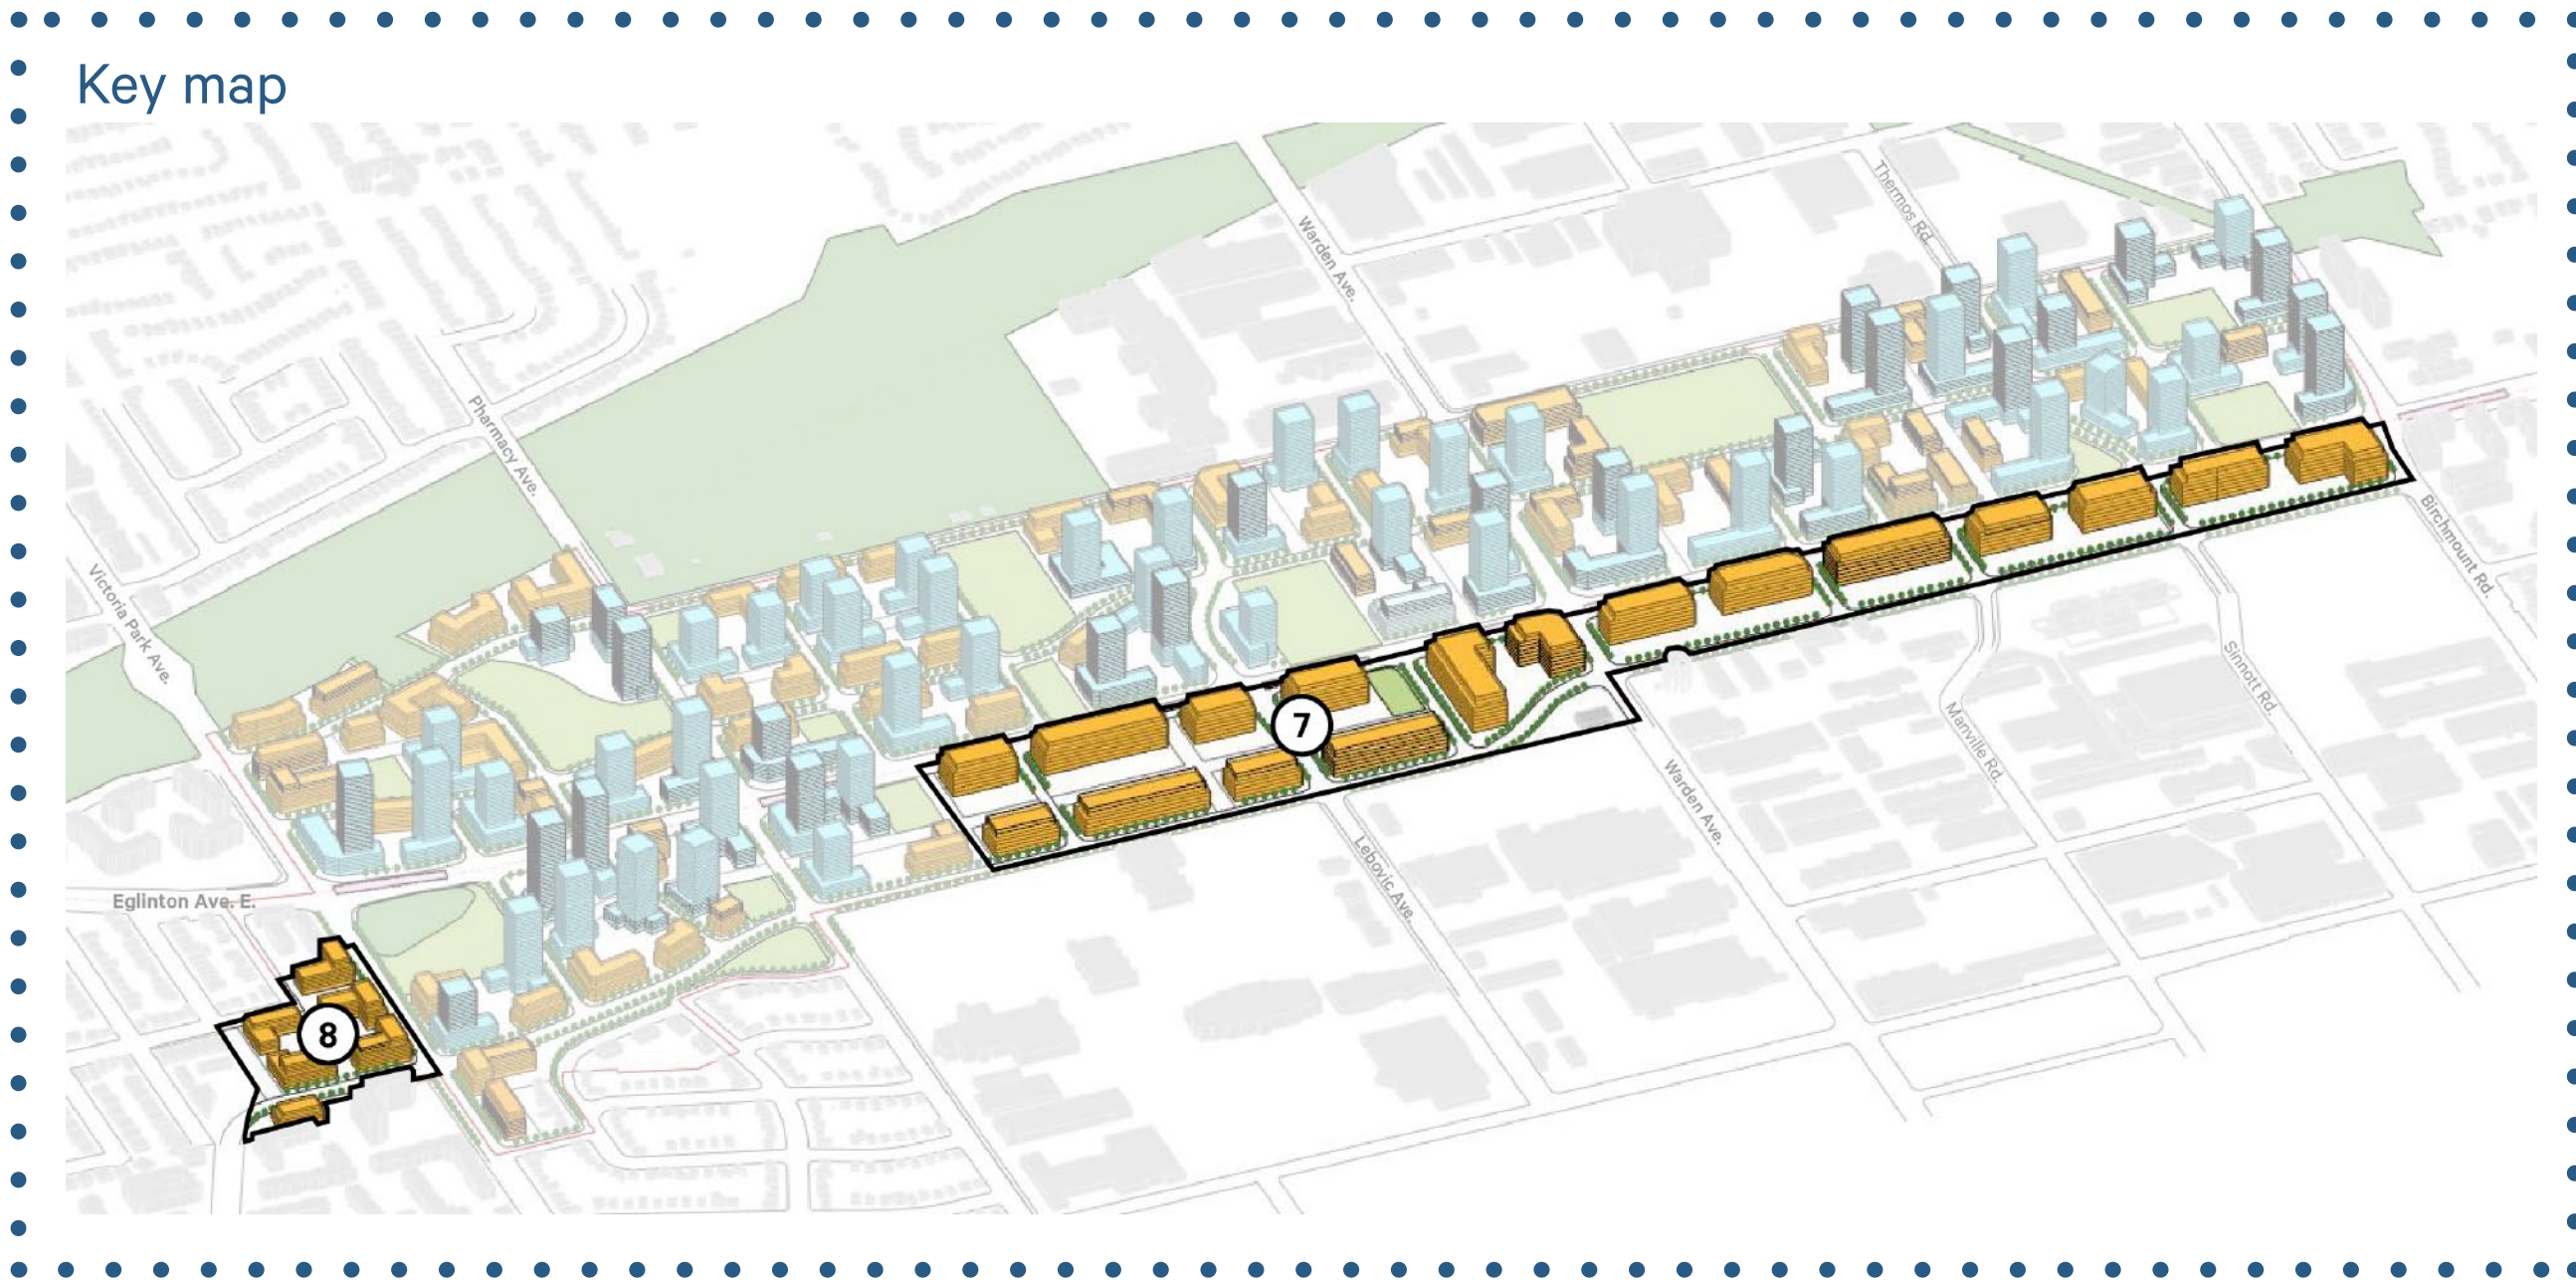 Key map
Thermos Rd.
Warden Ave.
Pharmacy Ave.
Birchmount Rd.
Victoria Park Ave.
Sinnott Rd.
7
Manville Rd.
Warden Ave.
Lebovic Ave.
Eglinton Ave. E.
8